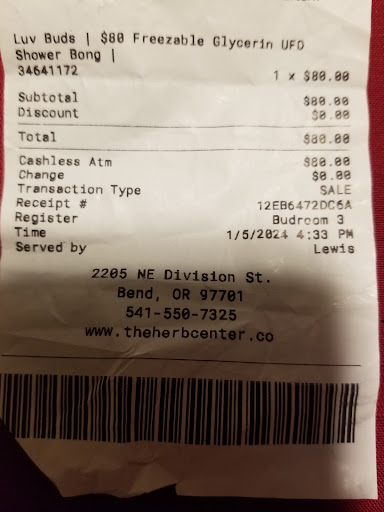 Luv Buds | $80 Freezable Glycerin UFO
Shower Bong |
34641172
1 x $80.00
Subtotal $80.00
Discount $0.00
Total $80.00
Cashless Atm $80.00
Change $0.00
Transaction Type SALE
Receipt # 12EB6472DC6A
Register Budroom 3
Time 1/5/2024 4:33 PM
Served by Lewis
2205 NE Division St.
Bend, OR 97701
541-550-7325
www.theherbcenter.co